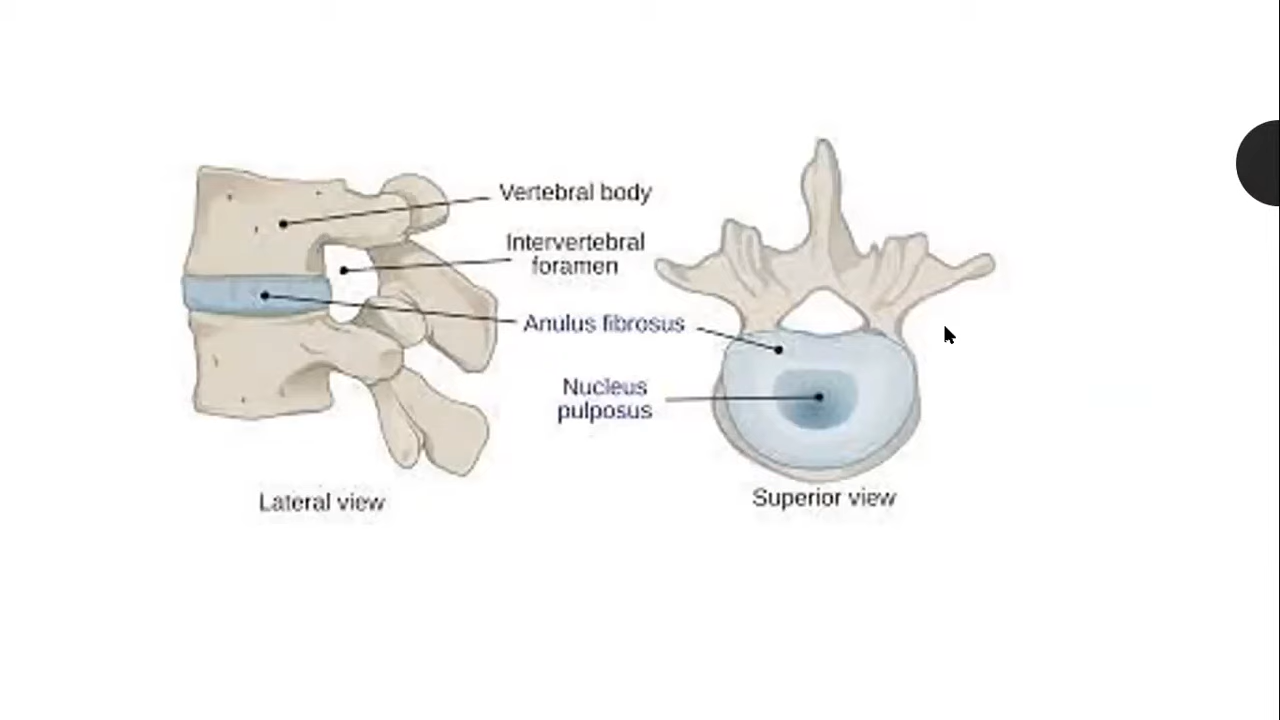 Vertebral body
Intervertebral
foramen
Anulus fibrosus
Nucleus
pulposus
Lateral view
Superior view